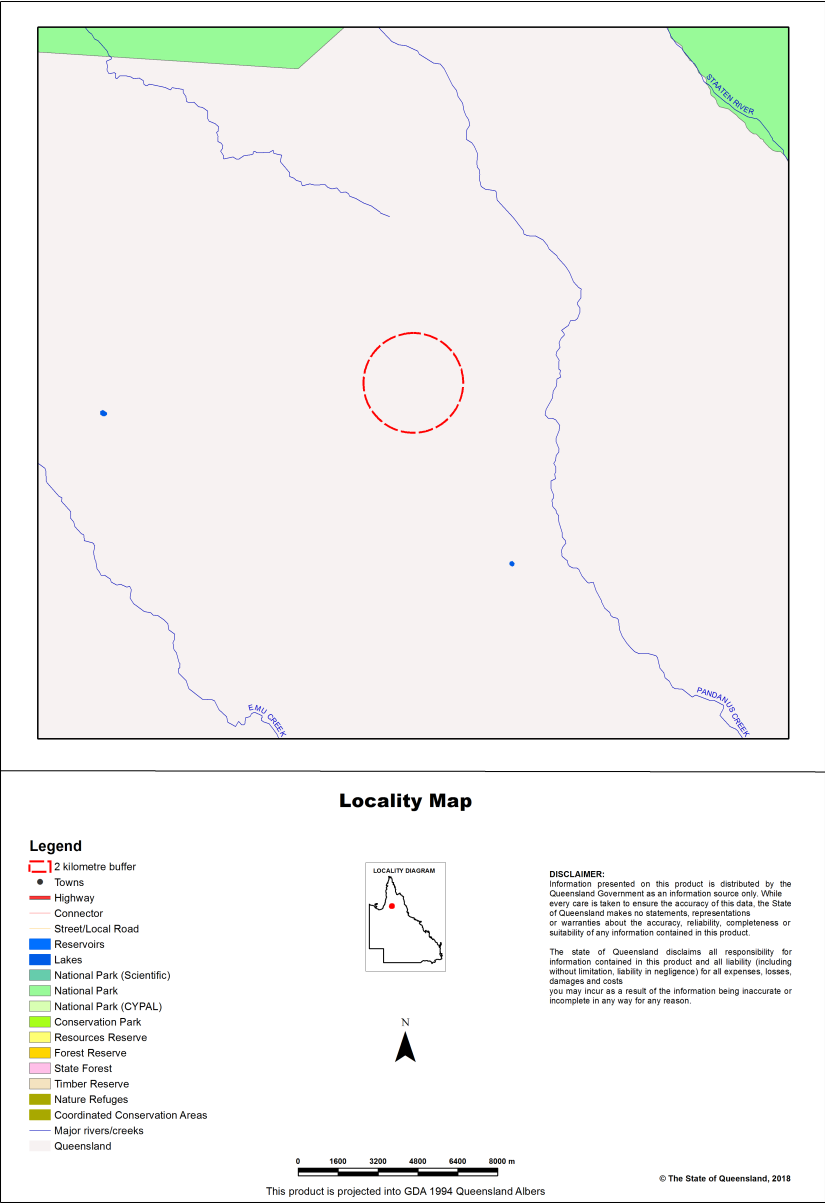 STAATEN RIVER
EMU CREEK
PANDANUS CREEK
Locality Map
Legend
2 kilometre buffer
Towns
Highway
Connector
Street/Local Road
Reservoirs
Lakes
National Park (Scientific)
National Park
National Park (CYPAL)
Conservation Park
Resources Reserve
Forest Reserve
State Forest
Timber Reserve
Nature Refuges
Coordinated Conservation Areas
Major rivers/creeks
Queensland
LOCALITY DIAGRAM
N
0 1600 3200 4800 6400 8000 m
This product is projected into GDA 1994 Queensland Albers
DISCLAIMER:
Information presented on this product is distributed by the
Queensland Government as an information source only. While
every care is taken to ensure the accuracy of this data, the State
of Queensland makes no statements, representations
or warranties about the accuracy, reliability, completeness or
suitability of any information contained in this product.
The state of Queensland disclaims all responsibility for
information contained in this product and all liability (including
without limitation, liability in negligence) for all expenses, losses,
damages and costs
you may incur as a result of the information being inaccurate or
incomplete in any way for any reason.
© The State of Queensland, 2018